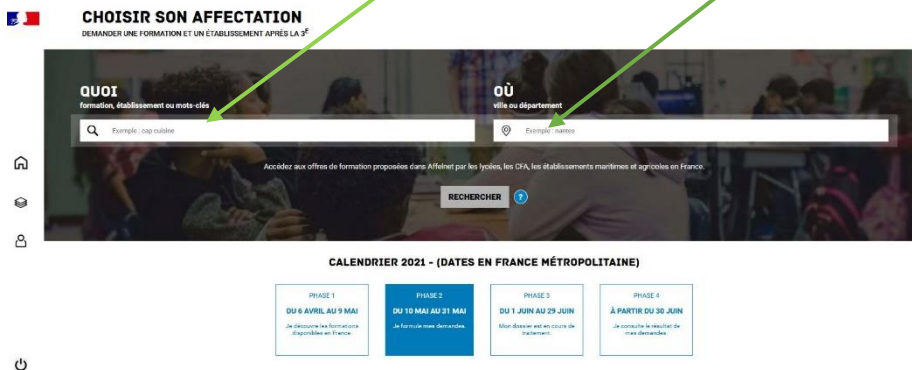 CHOISIR SON AFFECTATION
DEMANDER UNE FORMATION ET UN ÉTABLISSEMENT APRÈS LA 3E
QUOI
formation, établissement ou mots-clés
Exemple : cap cuisine
OÙ
ville ou département
Exemple : nantes
Accédez aux offres de formation proposées dans Affelnet par les lycées, les CFA, les établissements maritimes et agricoles en France.
RECHERCHER ?
CALENDRIER 2021 - (DATES EN FRANCE MÉTROPOLITAINE)
PHASE 1
DU 6 AVRIL AU 9 MAI
Je découvre les formations
disponibles en France
PHASE 2
DU 10 MAI AU 31 MAI
Je formule mes demandes.
PHASE 3
DU 1 JUIN AU 29 JUIN
Mon dossier est en cours de
traitement.
PHASE 4
À PARTIR DU 30 JUIN
Je consulte le résultat de
mes demandes.